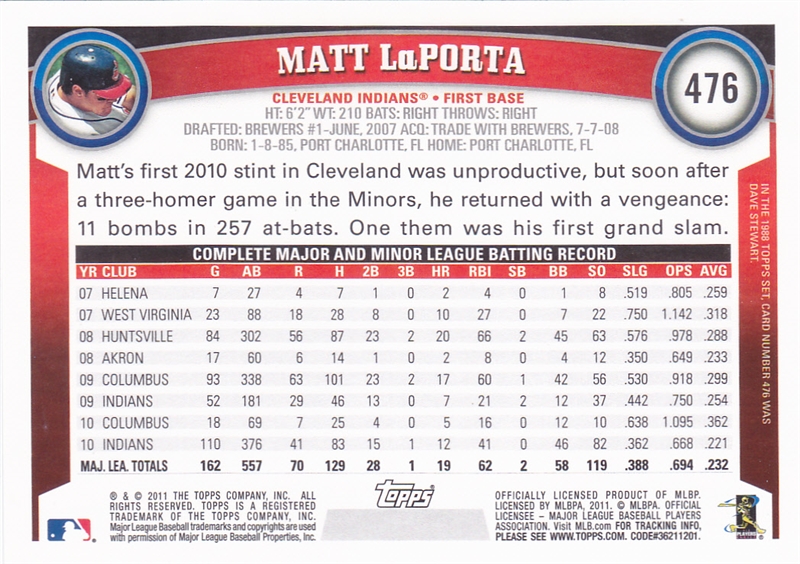 MATT LaPORTA
476
CLEVELAND INDIANS® • FIRST BASE
HT: 6'2" WT: 210 BATS: RIGHT THROWS: RIGHT
DRAFTED: BREWERS #1-JUNE, 2007 ACQ: TRADE WITH BREWERS, 7-7-08
BORN: 1-8-85, PORT CHARLOTTE, FL HOME: PORT CHARLOTTE, FL
Matt's first 2010 stint in Cleveland was unproductive, but soon after
a three-homer game in the Minors, he returned with a vengeance:
11 bombs in 257 at-bats. One them was his first grand slam.
COMPLETE MAJOR AND MINOR LEAGUE BATTING RECORD
YR CLUB G AB R H 2B 3B HR RBI SB BB SO SLG OPS AVG
07 HELENA 7 27 4 7 1 0 2 4 0 1 8 .519 .805 .259
07 WEST VIRGINIA 23 88 18 28 8 0 10 27 0 7 22 .750 1.142 .318
08 HUNTSVILLE 84 302 56 87 23 2 20 66 2 45 63 .576 .978 .288
08 AKRON 17 60 6 14 1 0 2 8 0 4 12 .350 .649 .233
09 COLUMBUS 93 338 63 101 23 2 17 60 1 42 56 .530 .918 .299
09 INDIANS 52 181 29 46 13 0 7 21 2 12 37 .442 .750 .254
10 COLUMBUS 18 69 7 25 4 0 5 16 0 12 10 .638 1.095 .362
10 INDIANS 110 376 41 83 15 1 12 41 0 46 82 .362 .668 .221
MAJ. LEA. TOTALS 162 557 70 129 28 1 19 62 2 58 119 .388 .694 .232
IN THE 1988 TOPPS SET, CARD NUMBER 476 WAS
DAVE STEWART.
® & © 2011 THE TOPPS COMPANY, INC. ALL
RIGHTS RESERVED. TOPPS IS A REGISTERED
TRADEMARK OF THE TOPPS COMPANY, INC.
Major League Baseball trademarks and copyrights are used
with permission of Major League Baseball Properties, Inc.
Topps
OFFICIALLY LICENSED PRODUCT OF MLBP.
LICENSED BY MLBPA, 2011. © MLBPA. OFFICIAL
LICENSEE – MAJOR LEAGUE BASEBALL PLAYERS
ASSOCIATION. Visit MLB.com FOR TRACKING INFO,
PLEASE SEE WWW.TOPPS.COM. CODE#36211201.